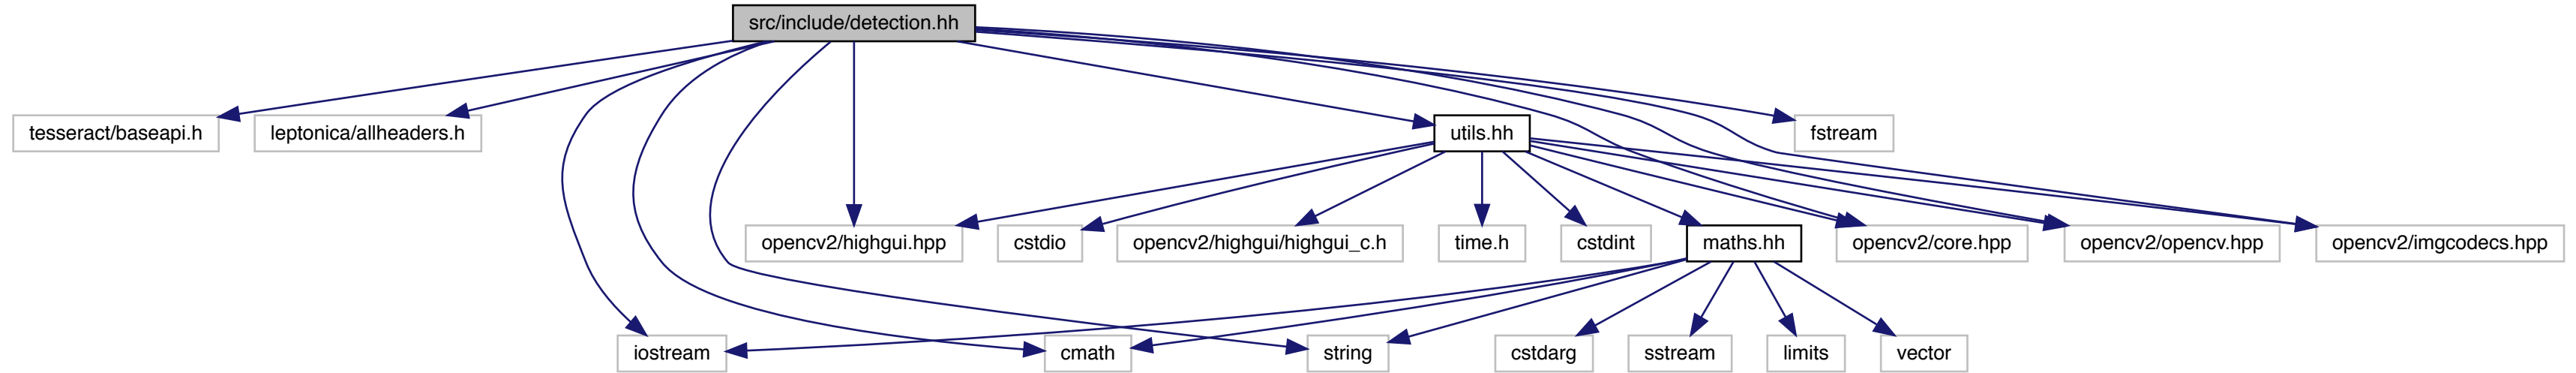 src/include/detection.hh
tesseract/baseapi.h
leptonica/allheaders.h
utils.hh
fstream
opencv2/highgui.hpp
cstdio
opencv2/highgui/highgui_c.h
time.h
cstdint
maths.hh
opencv2/core.hpp
opencv2/opencv.hpp
opencv2/imgcodecs.hpp
iostream
cmath
string
cstdarg
sstream
limits
vector